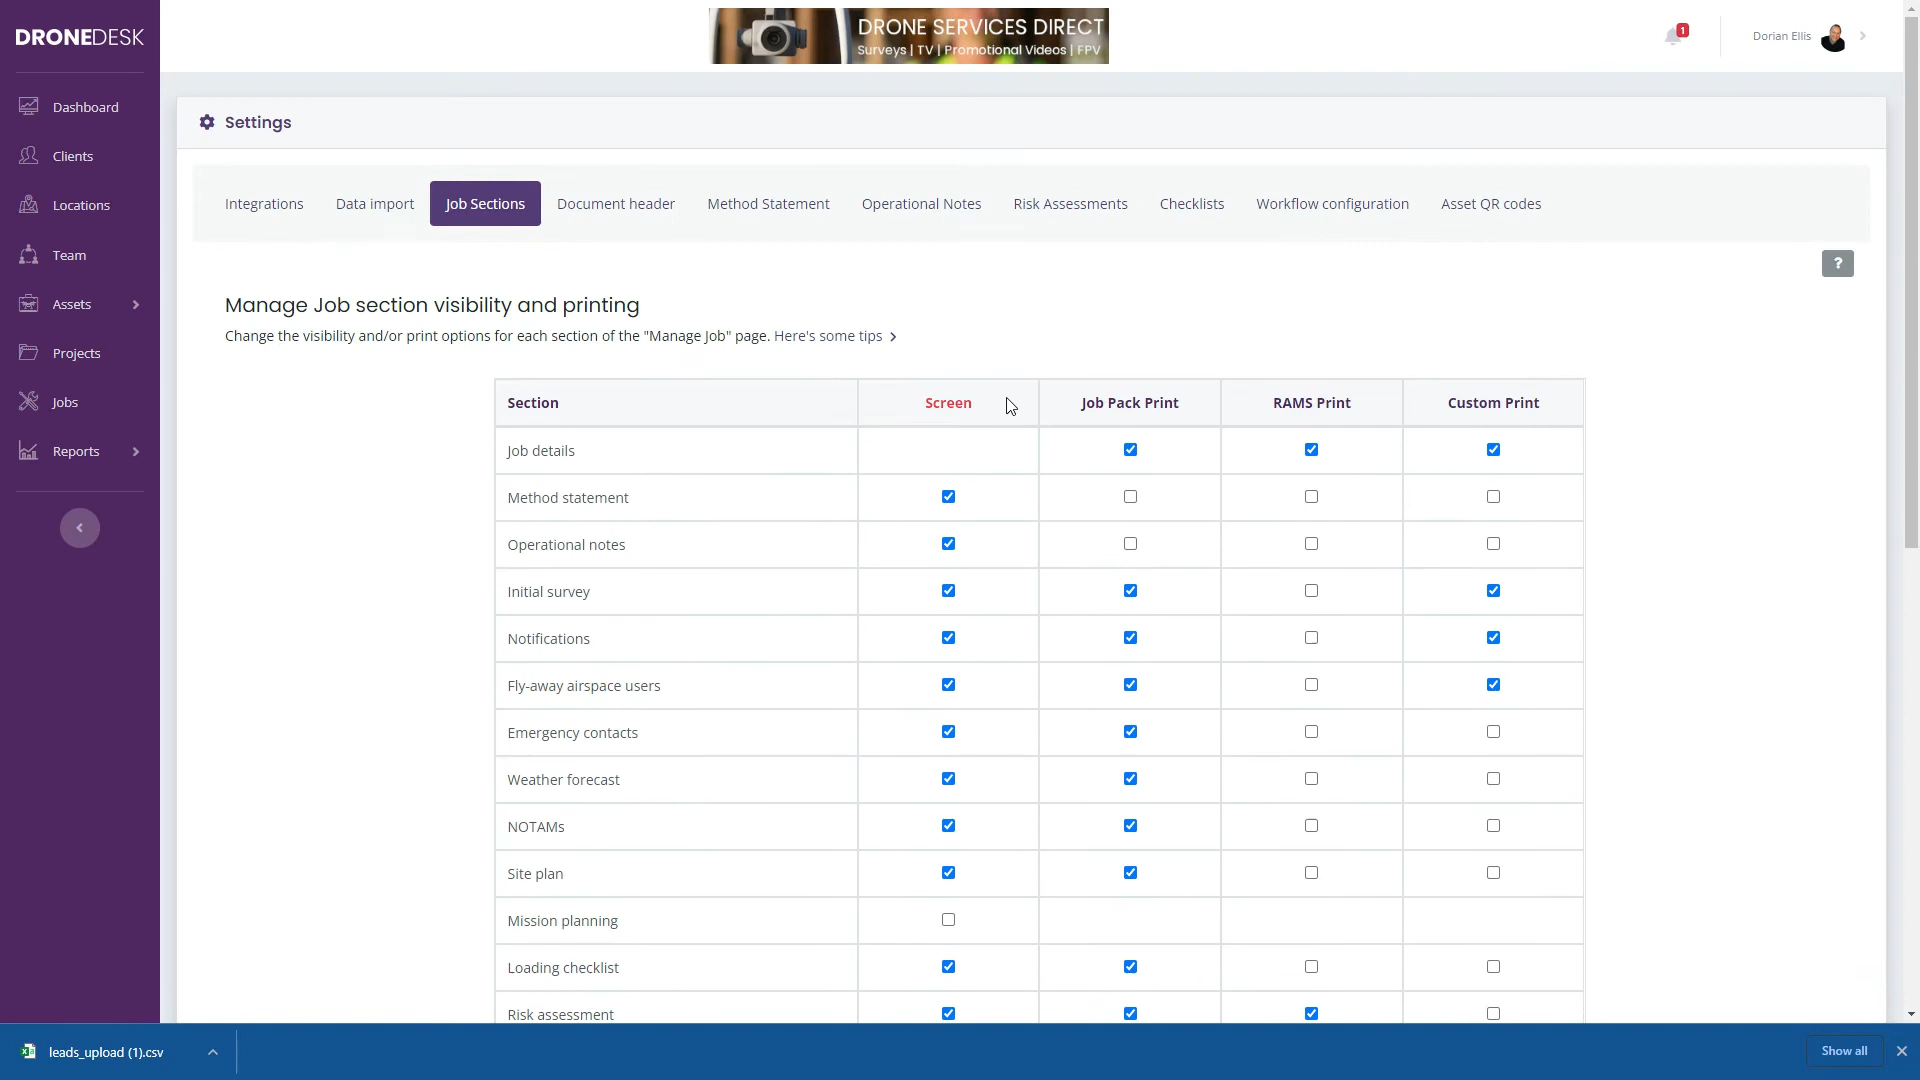 DRONEDESK
DRONE SERVICES DIRECT
Surveys | TV | Promotional Videos | FPV
1
Dorian Ellis
Dashboard
Clients
Locations
Team
Assets
Projects
Jobs
Reports
Settings
Integrations
Data import
Job Sections
Document header
Method Statement
Operational Notes
Risk Assessments
Checklists
Workflow configuration
Asset QR codes
?
Manage Job section visibility and printing
Change the visibility and/or print options for each section of the "Manage Job" page. Here's some tips
Section Screen Job Pack Print RAMS Print Custom Print
Job details
Method statement
Operational notes
Initial survey
Notifications
Fly-away airspace users
Emergency contacts
Weather forecast
NOTAMs
Site plan
Mission planning
Loading checklist
Risk assessment
leads_upload (1).csv
Show all